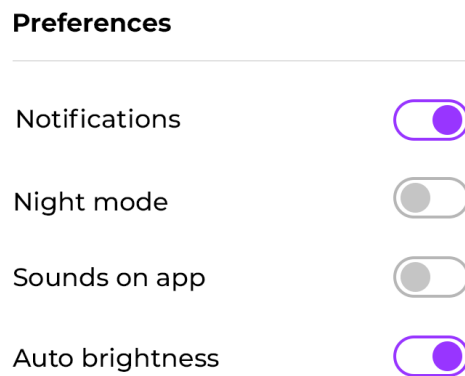 Preferences
Notifications
Night mode
Sounds on app
Auto brightness